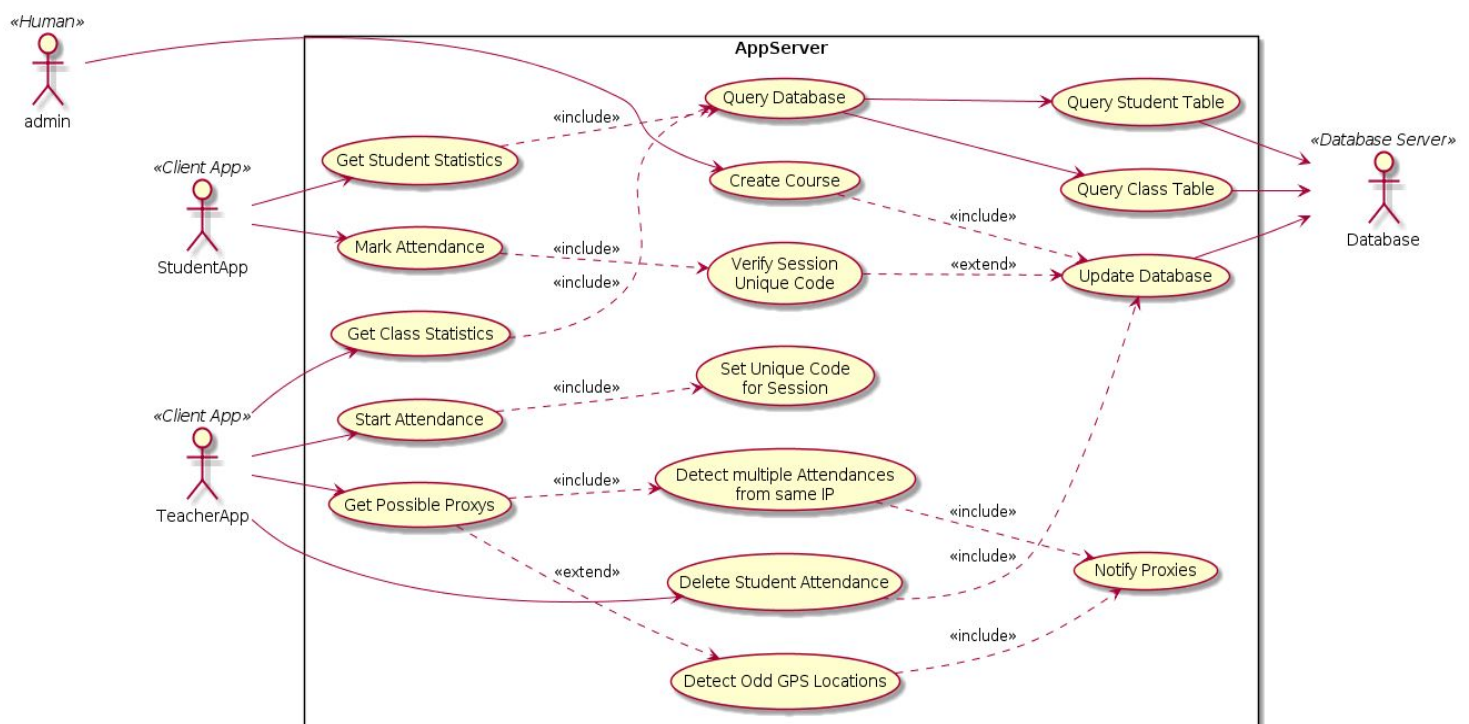 «Human»
admin
AppServer
«Client App»
StudentApp
«Client App»
TeacherApp
Get Student Statistics
Mark Attendance
Get Class Statistics
Start Attendance
Get Possible Proxys
«include»
«include»
«include»
«include»
«include»
«extend»
Query Database
Create Course
Verify Session
Unique Code
Set Unique Code
for Session
Detect multiple Attendances
from same IP
Delete Student Attendance
Detect Odd GPS Locations
«include»
«extend»
«include»
«include»
«include»
Query Student Table
Query Class Table
Update Database
Notify Proxies
«Database Server»
Database